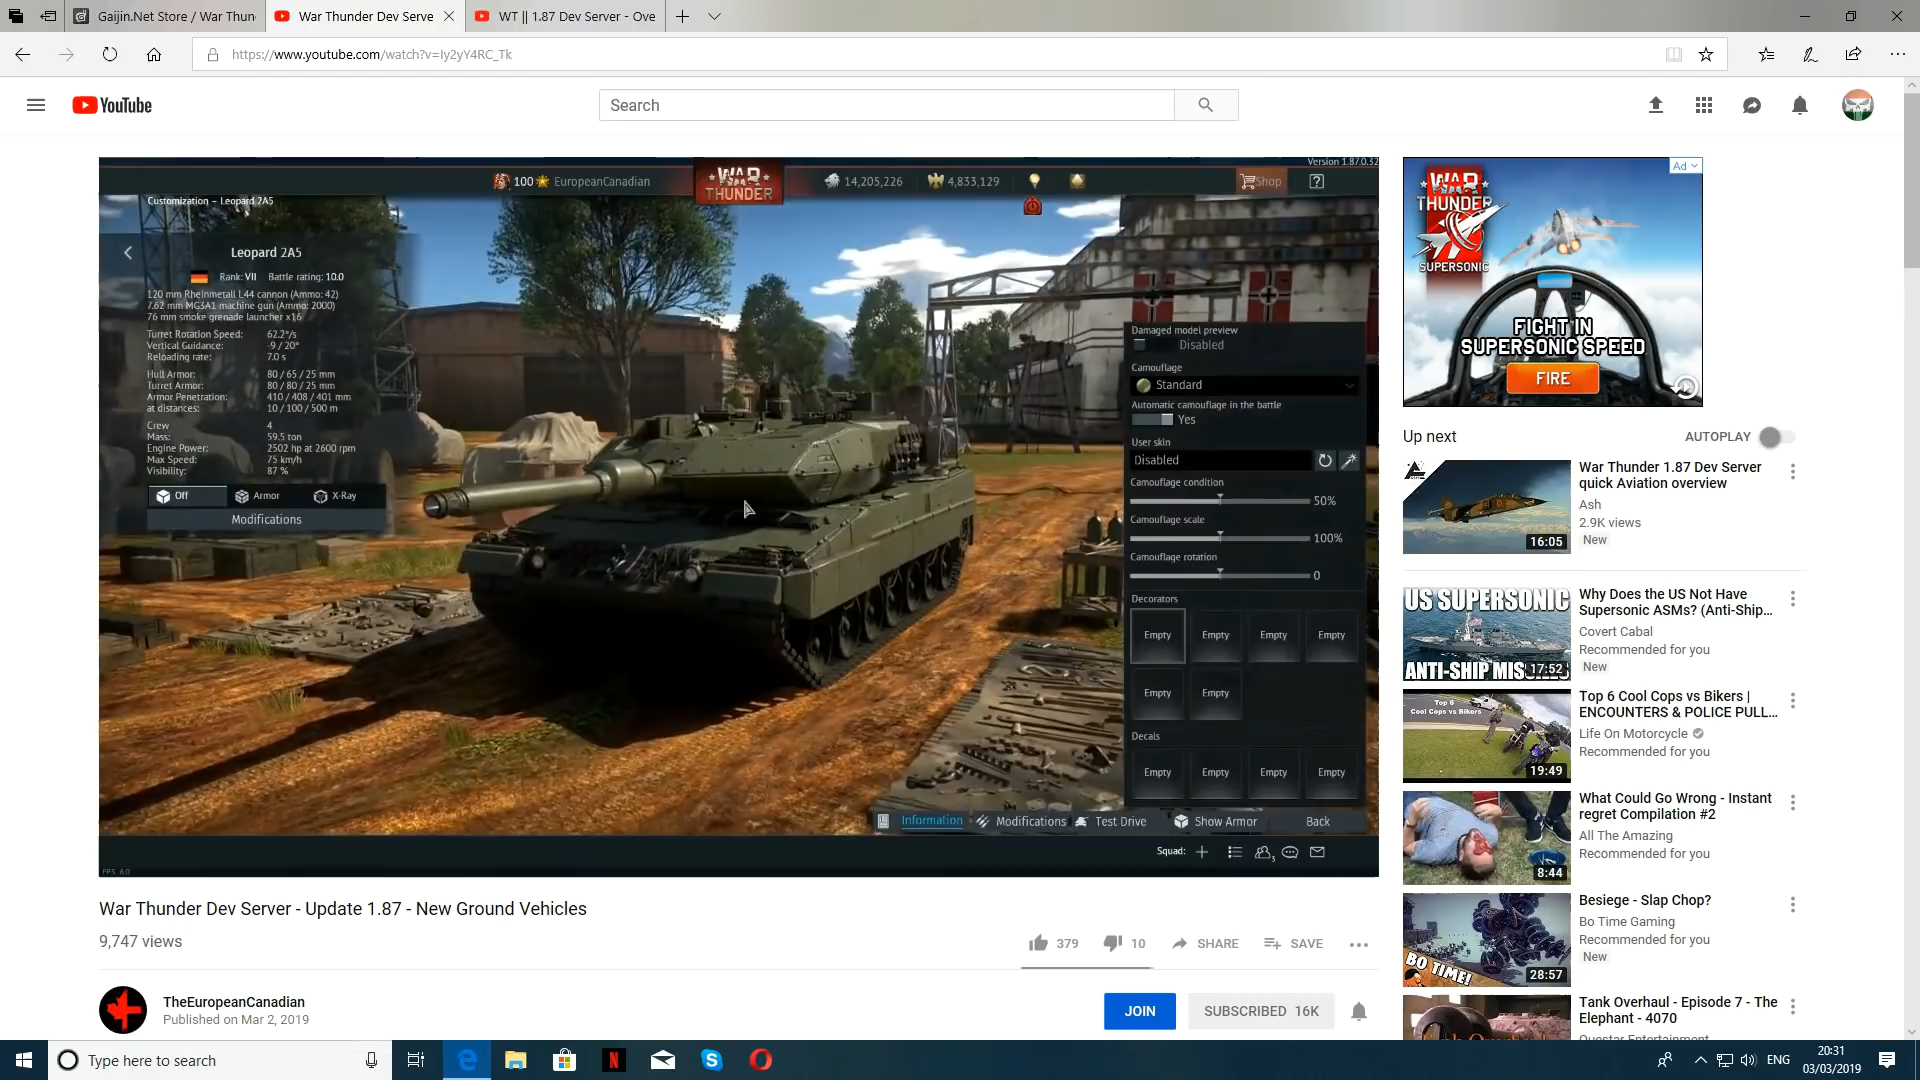 Gaijin.Net Store / War Thun
War Thunder Dev Serve
WT || 1.87 Dev Server - Ove
https://www.youtube.com/watch?v=Iy2yY4RC_Tk
YouTube
Search
Version 1.87.0.32
100 EuropeanCanadian
WAR THUNDER
14,205,226
4,833,129
Shop
Customization – Leopard 2A5
Leopard 2A5
Rank: VII Battle rating: 10.0
120 mm Rheinmetall L44 cannon (Ammo: 42)
7.62 mm MG3A1 machine gun (Ammo: 2000)
76 mm smoke grenade launcher x16
Turret Rotation Speed: 62.2°/s
Vertical Guidance: -9 / 20°
Reloading rate: 7.0 s
Hull Armor: 80 / 65 / 25 mm
Turret Armor: 80 / 80 / 25 mm
Armor Penetration: 410 / 408 / 401 mm
at distances: 10 / 100 / 500 m
Crew 4
Mass: 59.5 ton
Engine Power: 2502 hp at 2600 rpm
Max Speed: 75 km/h
Visibility: 87 %
Off Armor X-Ray
Modifications
Damaged model preview
Disabled
Camouflage
Standard
Automatic camouflage in the battle
Yes
User skin
Disabled
Camouflage condition
50%
Camouflage scale
100%
Camouflage rotation
0
Decorators
Empty Empty Empty Empty
Empty Empty
Decals
Empty Empty Empty Empty
Information Modifications Test Drive Show Armor Back
Squad:
3
FPS 60
War Thunder Dev Server - Update 1.87 - New Ground Vehicles
9,747 views
379 10 SHARE SAVE
TheEuropeanCanadian
Published on Mar 2, 2019
JOIN SUBSCRIBED 16K
Ad
WAR THUNDER
SUPERSONIC
FIGHT IN
SUPERSONIC SPEED
FIRE
Up next
AUTOPLAY
War Thunder 1.87 Dev Server
quick Aviation overview
Ash
2.9K views
New
16:05
US SUPERSONIC
17:52
Why Does the US Not Have
Supersonic ASMs? (Anti-Ship...
Covert Cabal
Recommended for you
New
Top 6
Cool Cops vs Bikers
19:49
Top 6 Cool Cops vs Bikers |
ENCOUNTERS & POLICE PULL...
Life On Motorcycle
Recommended for you
8:44
What Could Go Wrong - Instant
regret Compilation #2
All The Amazing
Recommended for you
BO TIME!
28:57
Besiege - Slap Chop?
Bo Time Gaming
Recommended for you
New
Tank Overhaul - Episode 7 - The
Elephant - 4070
Type here to search
ENG
20:31
03/03/2019